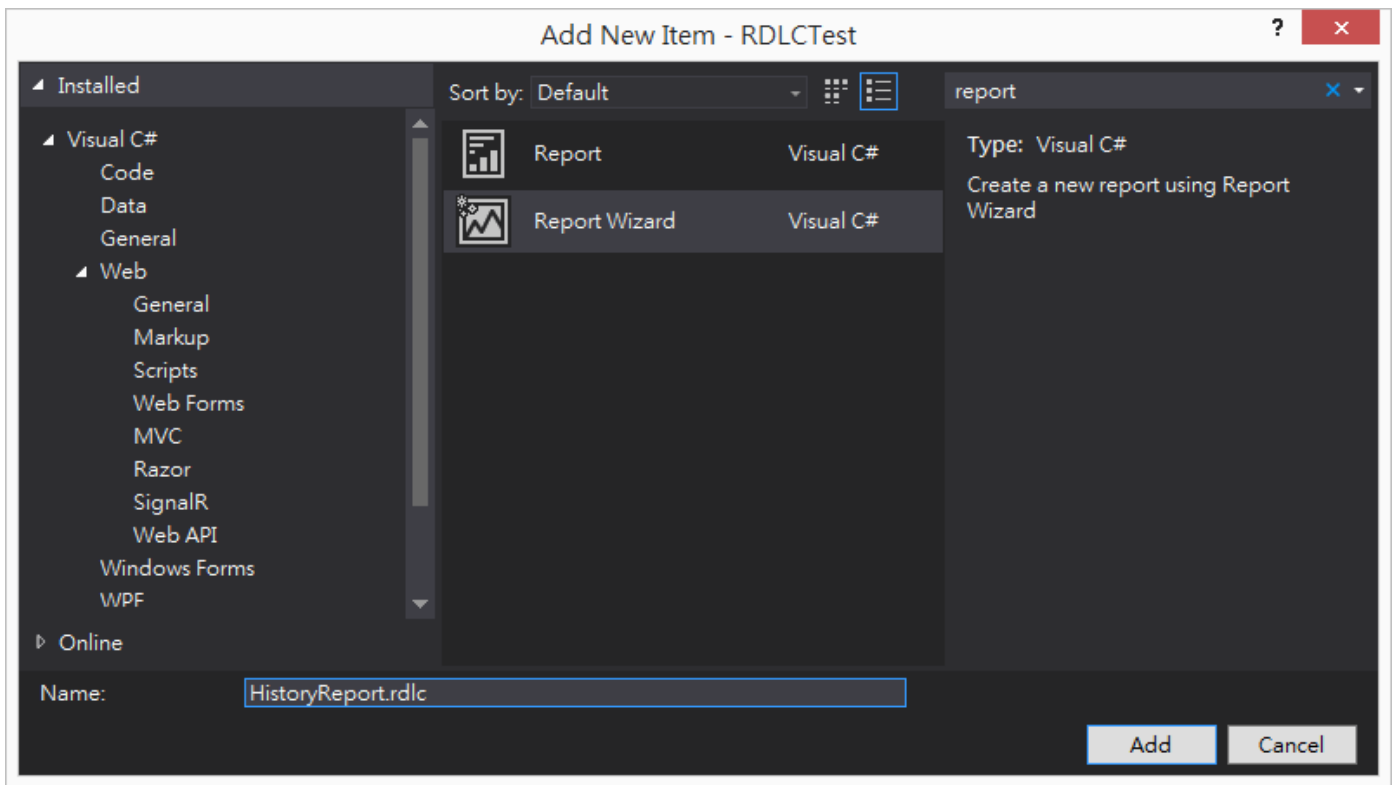 Add New Item - RDLCTest
?
Installed
Visual C#
Code
Data
General
Web
General
Markup
Scripts
Web Forms
MVC
Razor
SignalR
Web API
Windows Forms
WPF
Online
Sort by: Default
Report Visual C#
Report Wizard Visual C#
report
Type: Visual C#
Create a new report using Report
Wizard
Name: HistoryReport.rdlc
Add Cancel